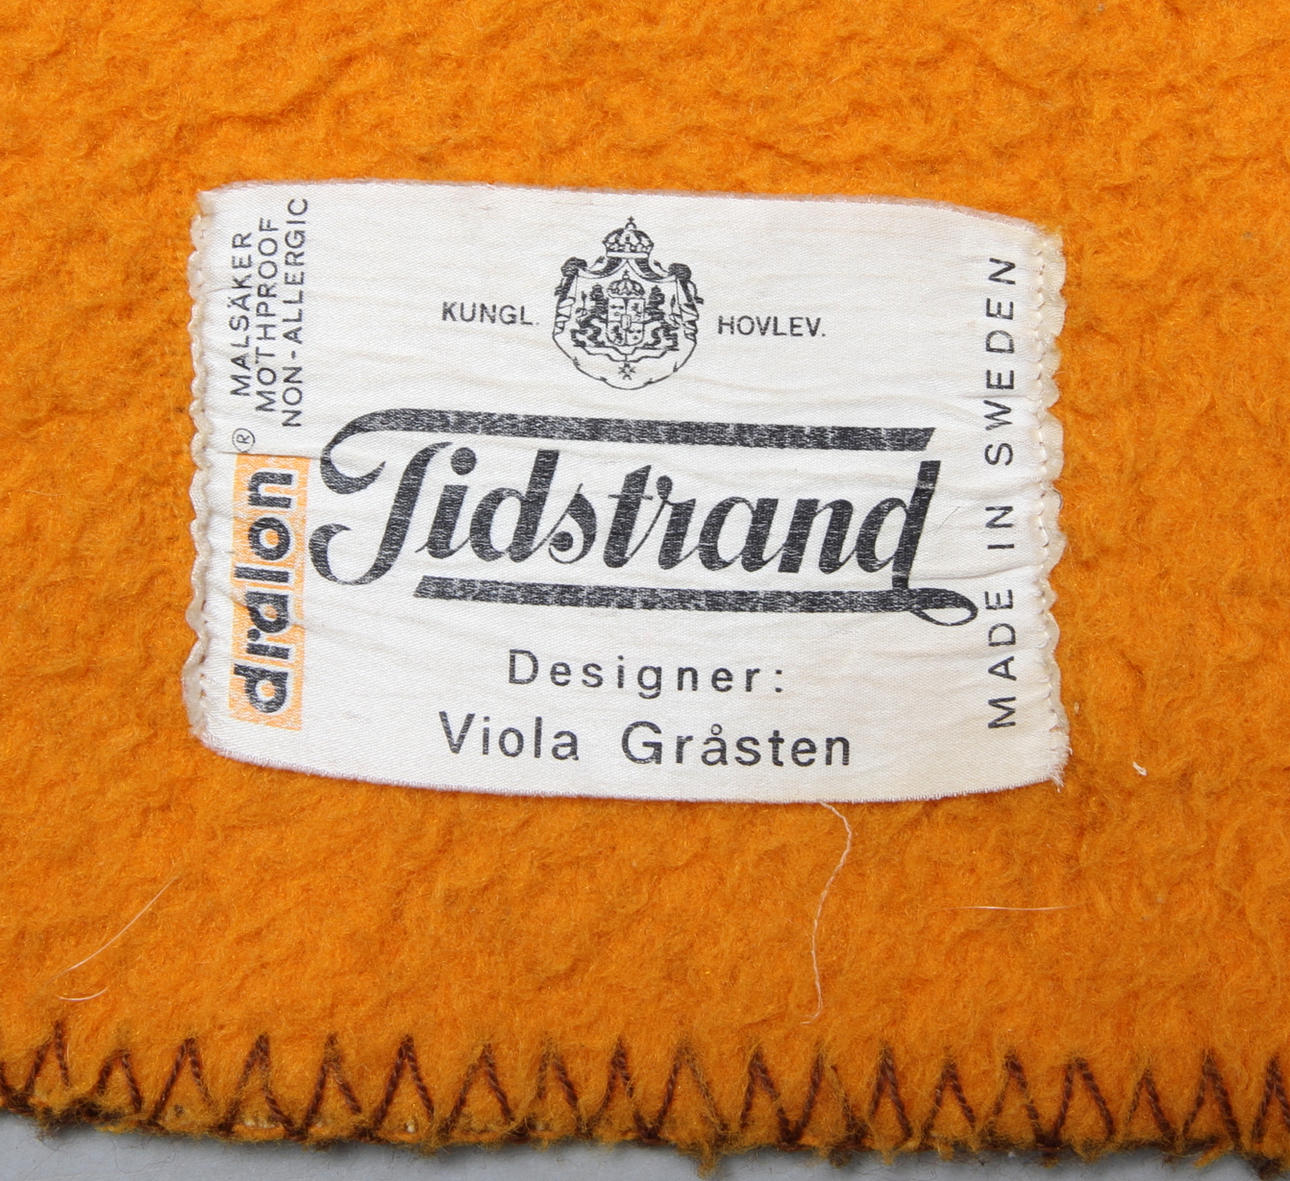 KUNGL. HOVLEV.
Tidstrand
Designer:
Viola Gråsten
dralon®
MALSÄKER
MOTHPROOF
NON-ALLERGIC
MADE IN SWEDEN